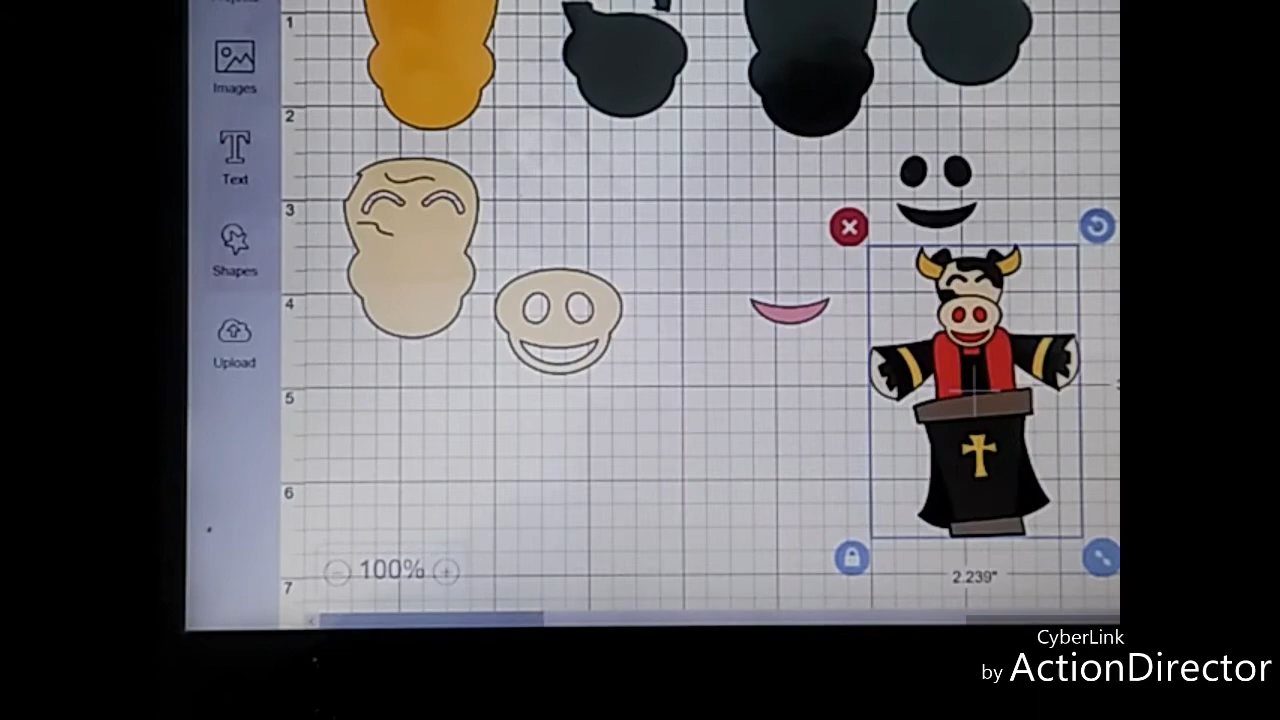 1
Images
2
Text
3
Shapes
4
Upload
5
6
100%
7
2.239"
CyberLink
by ActionDirector